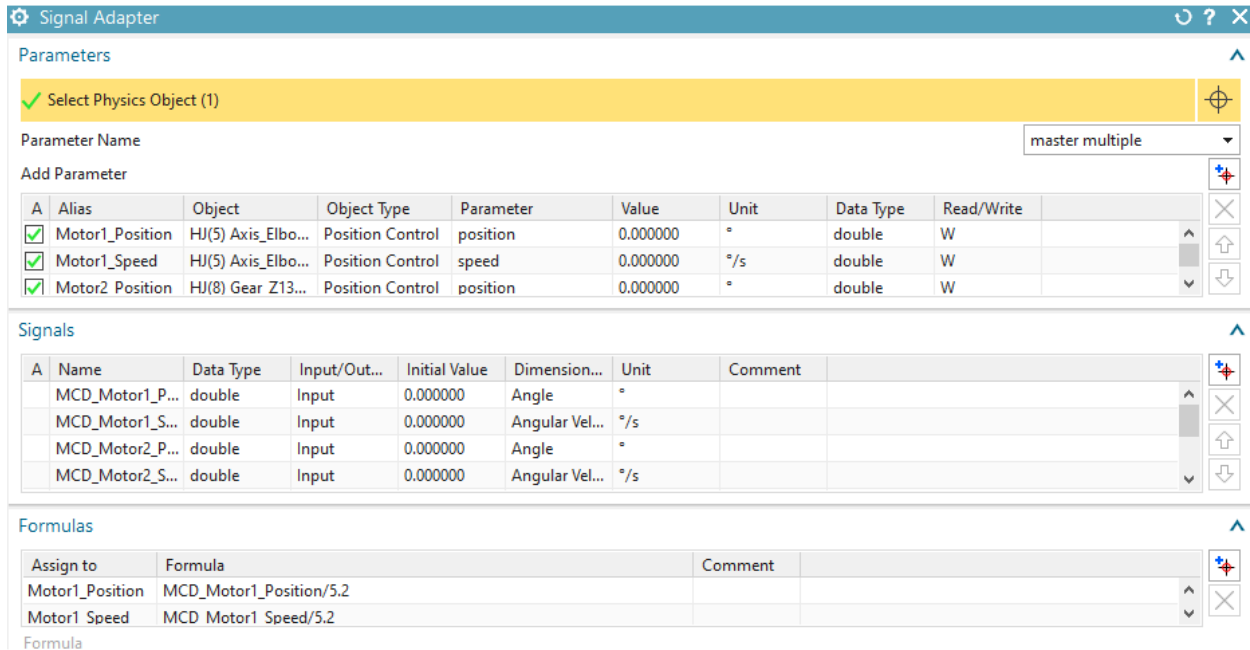 Signal Adapter ? X
Parameters
Select Physics Object (1)
Parameter Name master multiple
Add Parameter
A Alias Object Object Type Parameter Value Unit Data Type Read/Write
Motor1_Position HJ(5) Axis_Elbo... Position Control position 0.000000 ° double W
Motor1_Speed HJ(5) Axis_Elbo... Position Control speed 0.000000 °/s double W
Motor2_Position HJ(8) Gear_Z13... Position Control position 0.000000 ° double W
Signals
A Name Data Type Input/Out... Initial Value Dimension... Unit Comment
MCD_Motor1_P... double Input 0.000000 Angle °
MCD_Motor1_S... double Input 0.000000 Angular Vel... °/s
MCD_Motor2_P... double Input 0.000000 Angle °
MCD_Motor2_S... double Input 0.000000 Angular Vel... °/s
Formulas
Assign to Formula Comment
Motor1_Position MCD_Motor1_Position/5.2
Motor1_Speed MCD_Motor1_Speed/5.2
Formula